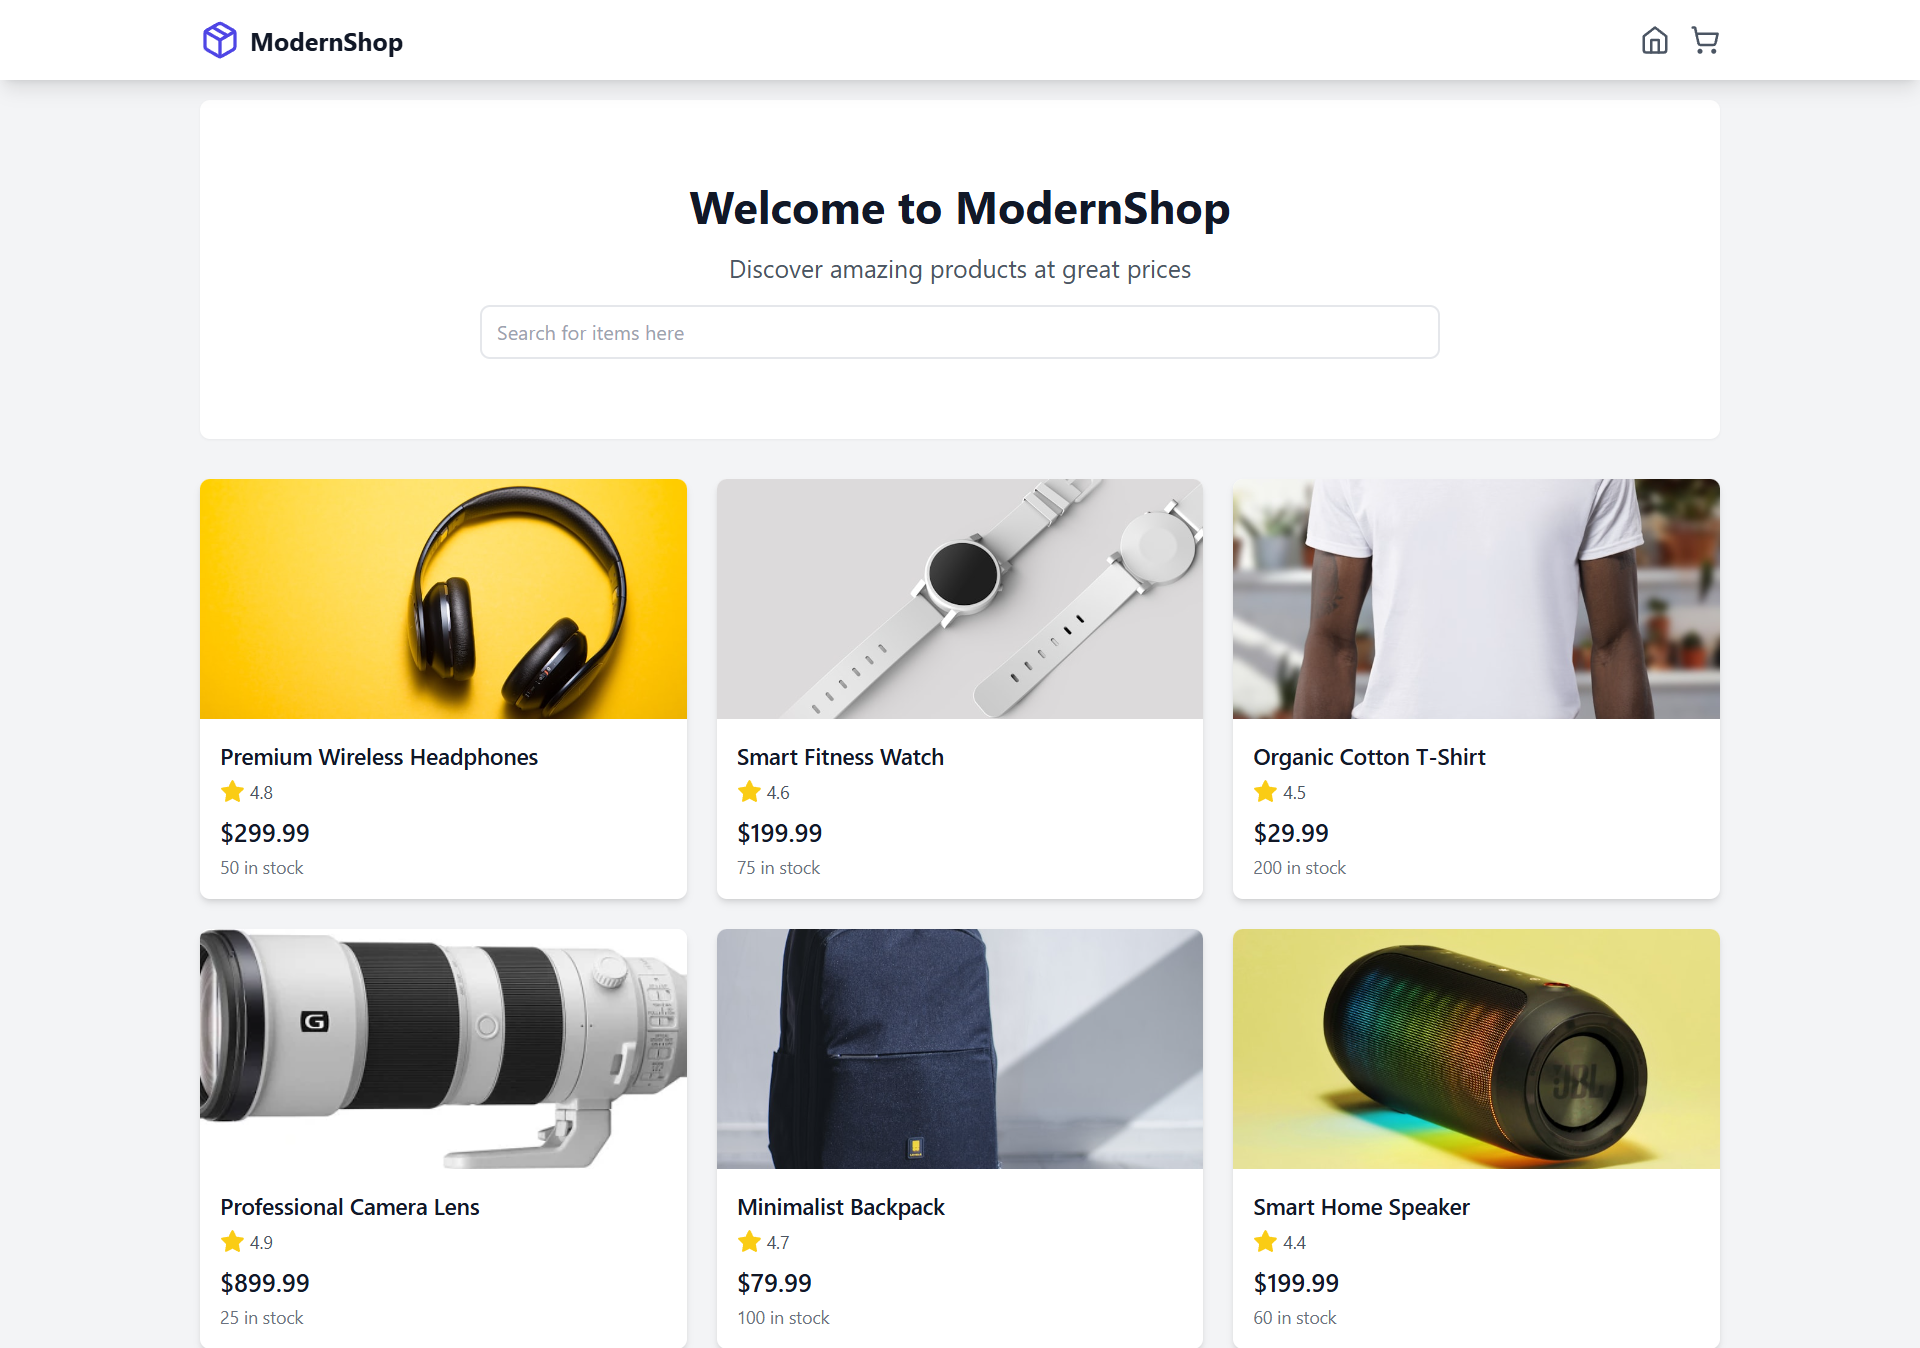 ModernShop
Welcome to ModernShop
Discover amazing products at great prices
Search for items here
Premium Wireless Headphones
4.8
$299.99
50 in stock
Smart Fitness Watch
4.6
$199.99
75 in stock
Organic Cotton T-Shirt
4.5
$29.99
200 in stock
G
Professional Camera Lens
4.9
$899.99
25 in stock
Minimalist Backpack
4.7
$79.99
100 in stock
JBL
Smart Home Speaker
4.4
$199.99
60 in stock